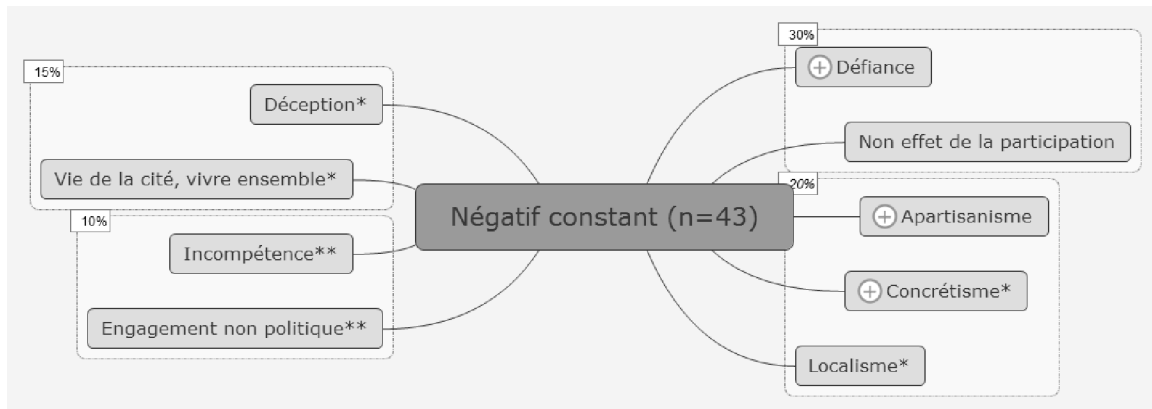 15%
Déception*
Vie de la cité, vivre ensemble*
10%
Incompétence**
Engagement non politique**
Négatif constant (n=43)
30%
Défiance
Non effet de la participation
20%
Apartisanisme
Concrétisme*
Localisme*